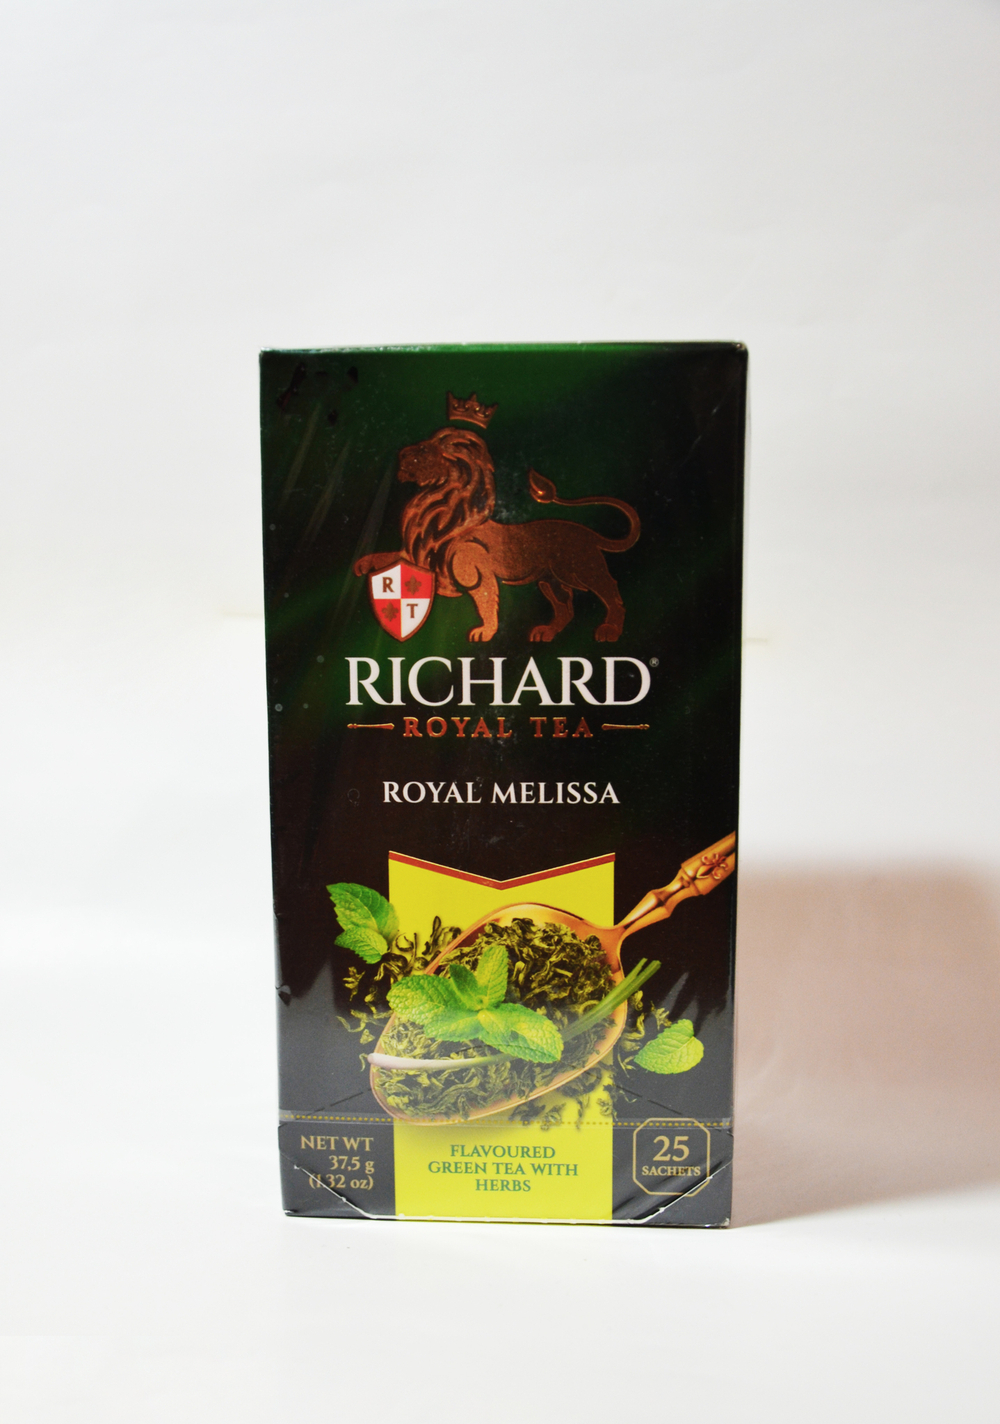 R
T
RICHARD®
ROYAL TEA
ROYAL MELISSA
NET WT
37,5 g
(1.32 oz)
FLAVOURED
GREEN TEA WITH
HERBS
25
SACHETS